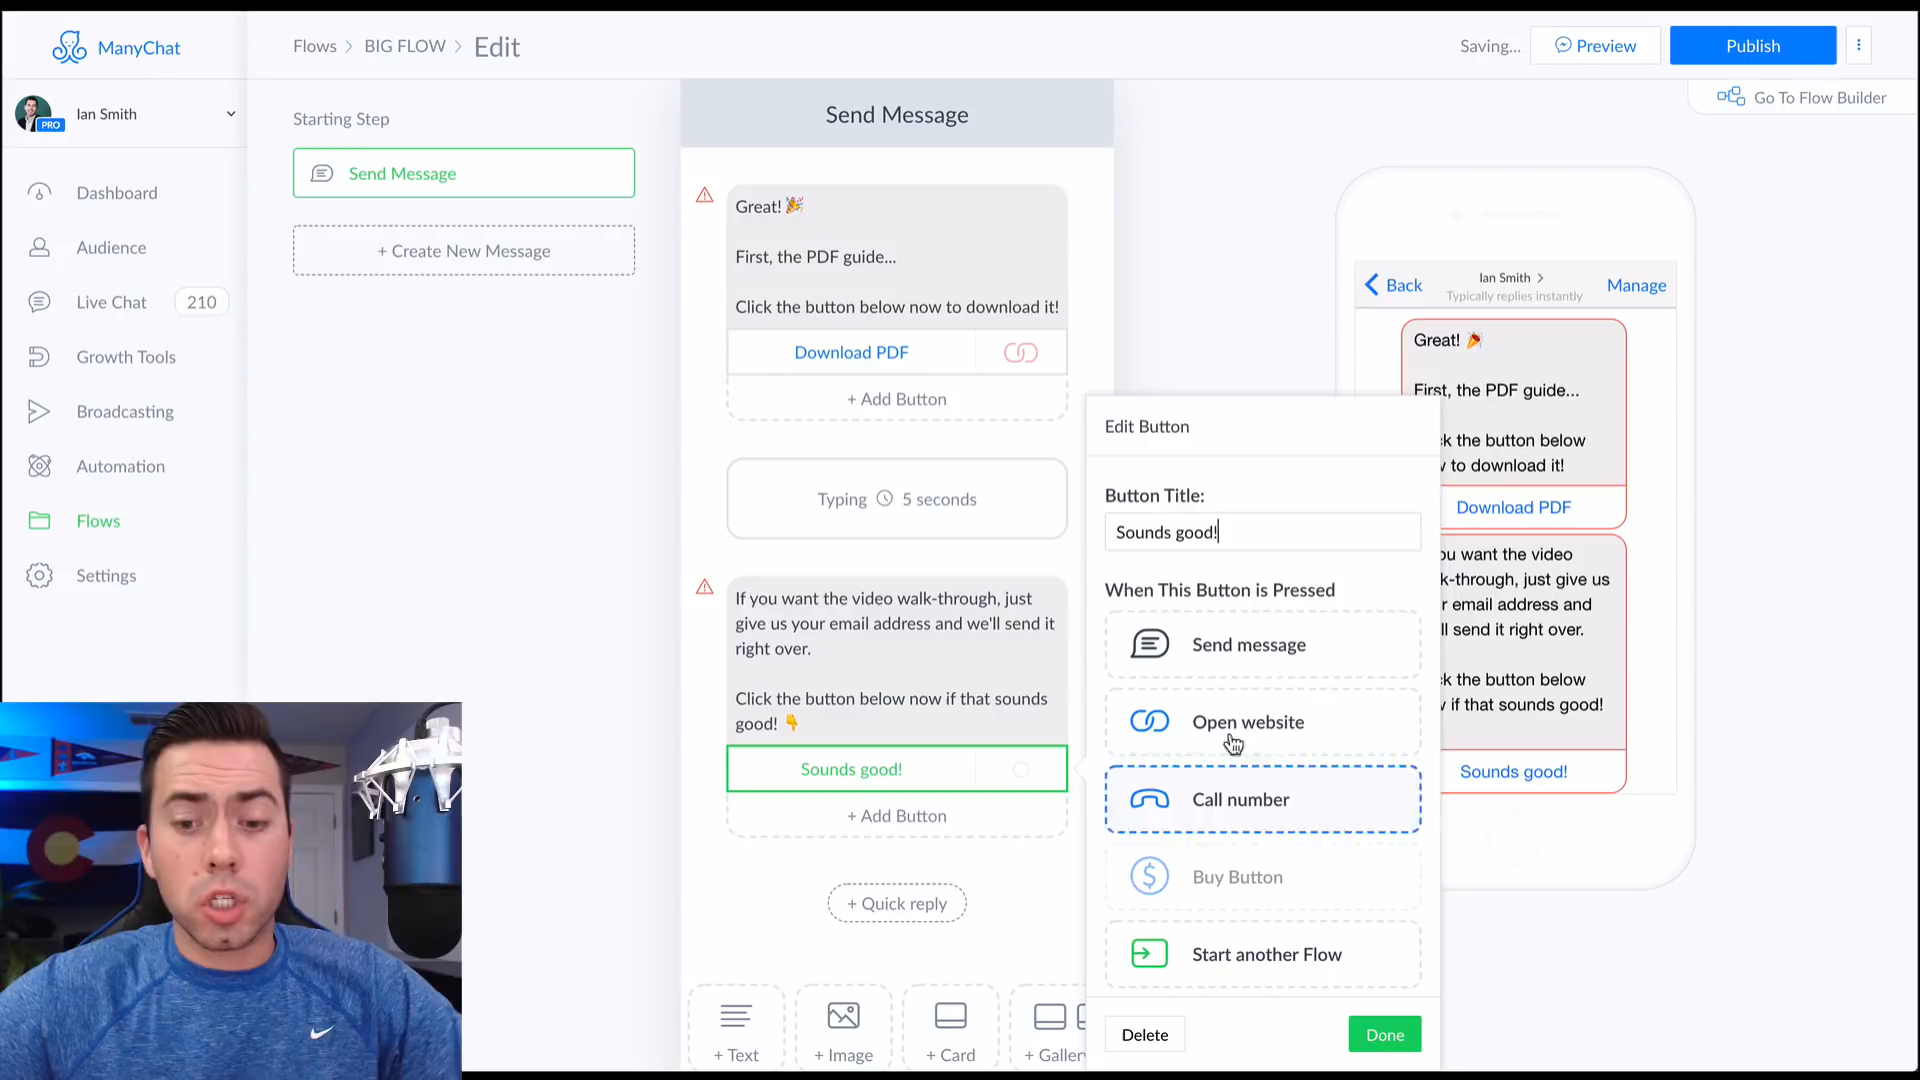 ManyChat
Flows > BIG FLOW > Edit
Saving...
Preview
Publish
Go To Flow Builder
PRO
Ian Smith
Dashboard
Audience
Live Chat 210
Growth Tools
Broadcasting
Automation
Flows
Settings
Starting Step
Send Message
+ Create New Message
Send Message
Great! 🎉
First, the PDF guide...
Click the button below now to download it!
Download PDF
+ Add Button
Typing 5 seconds
If you want the video walk-through, just
give us your email address and we'll send it
right over.
Click the button below now if that sounds
good! 👇
Sounds good!
+ Add Button
+ Quick reply
+ Text
+ Image
+ Card
+ Gallery
Edit Button
Button Title:
Sounds good!
When This Button is Pressed
Send message
Open website
Call number
Buy Button
Start another Flow
Delete
Done
Back
Ian Smith >
Typically replies instantly
Manage
Great! 🎉
First, the PDF guide...
the button below
to download it!
Download PDF
want the video
-through, just give us
email address and
send it right over.
the button below
if that sounds good!
Sounds good!